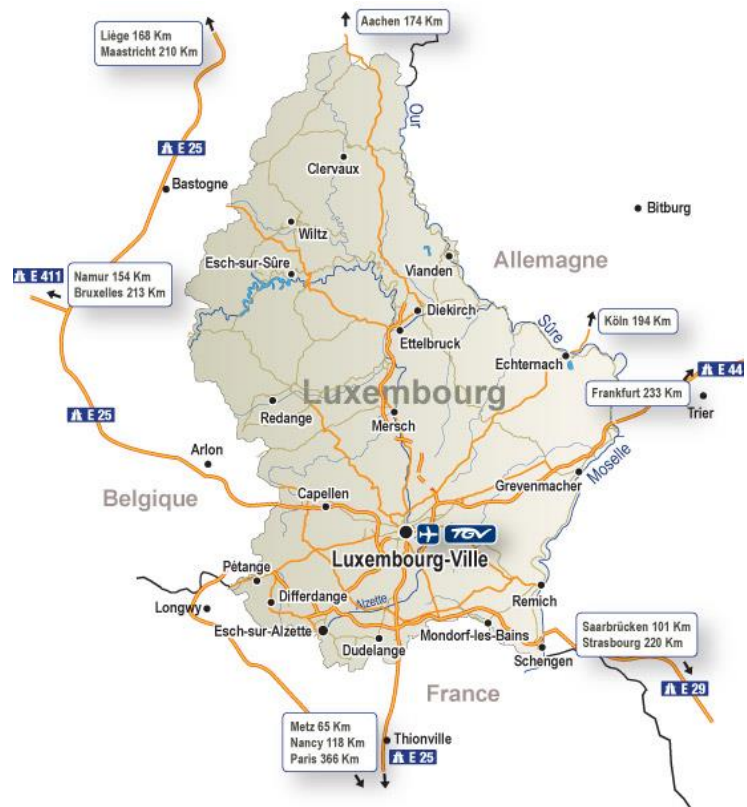 Aachen 174 Km
Liège 168 Km
Maastricht 210 Km
Our
E 25
Clervaux
Bastogne
Bitburg
Wiltz
Allemagne
Vianden
Esch-sur-Sûre
E 411
Namur 154 Km
Bruxelles 213 Km
Diekirch
Sûre
Köln 194 Km
Ettelbruck
Echternach
E 44
Luxembourg
Frankfurt 233 Km
Trier
Redange
E 25
Mersch
Arlon
Moselle
Grevenmacher
Belgique
Capellen
TGV
Luxembourg-Ville
Pétange
Differdange
Alzette
Remich
Longwy
Esch-sur-Alzette
Mondorf-les-Bains
Saarbrücken 101 Km
Strasbourg 220 Km
Dudelange
Schengen
E 29
France
Metz 65 Km
Nancy 118 Km
Paris 366 Km
Thionville
E 25